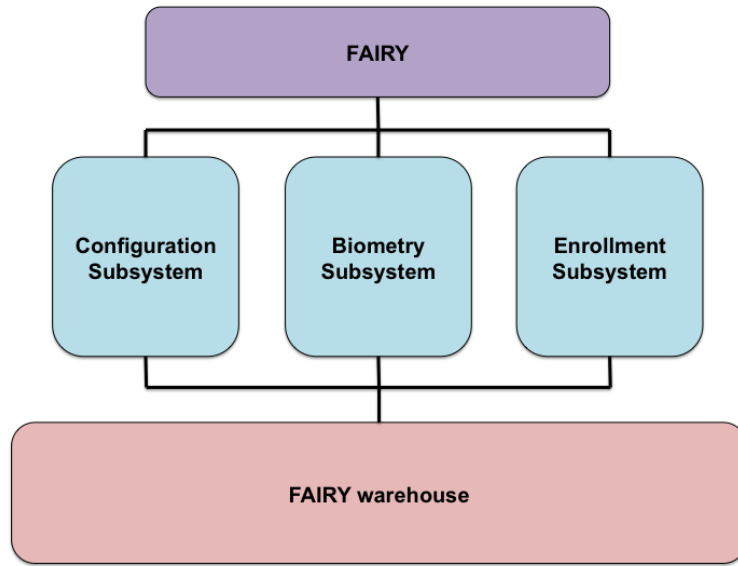 FAIRY
Configuration
Subsystem
Biometry
Subsystem
Enrollment
Subsystem
FAIRY warehouse